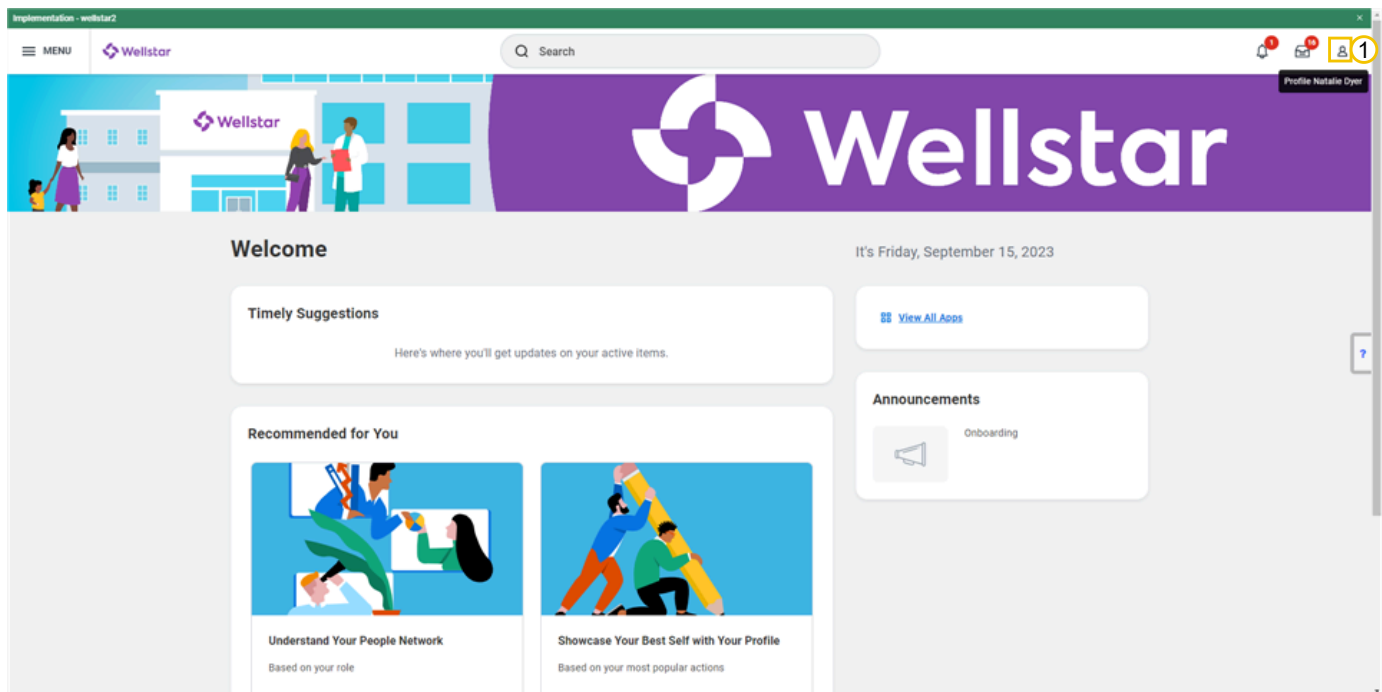 Implementation - wellstar2
MENU
Wellstar
Search
1
16
1
Profile Natalie Dyer
Wellstar
Wellstar
Welcome
It's Friday, September 15, 2023
Timely Suggestions
Here's where you'll get updates on your active items.
View All Apps
?
Announcements
Onboarding
Recommended for You
Understand Your People Network
Based on your role
Showcase Your Best Self with Your Profile
Based on your most popular actions